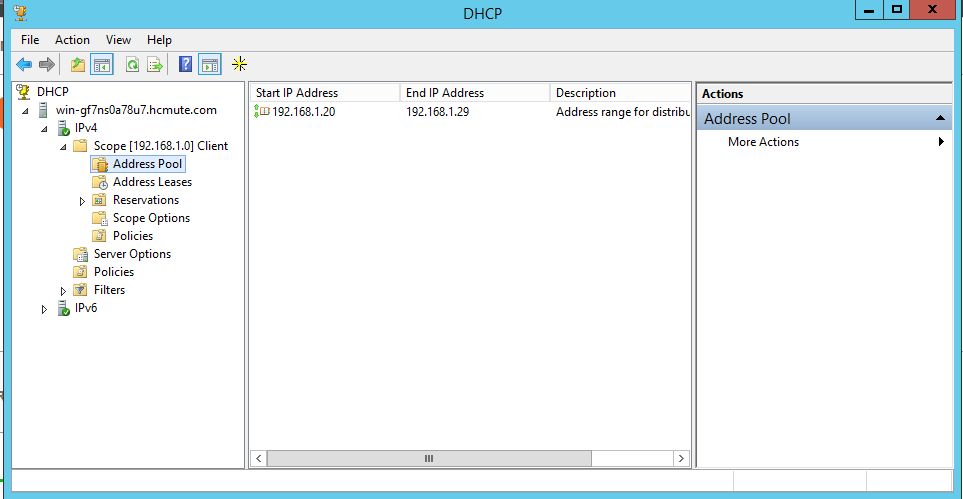 DHCP
File Action View Help
DHCP
win-gf7ns0a78u7.hcmute.com
IPv4
Scope [192.168.1.0] Client
Address Pool
Address Leases
Reservations
Scope Options
Policies
Server Options
Policies
Filters
IPv6
Start IP Address End IP Address Description
192.168.1.20 192.168.1.29 Address range for distribu
Actions
Address Pool
More Actions